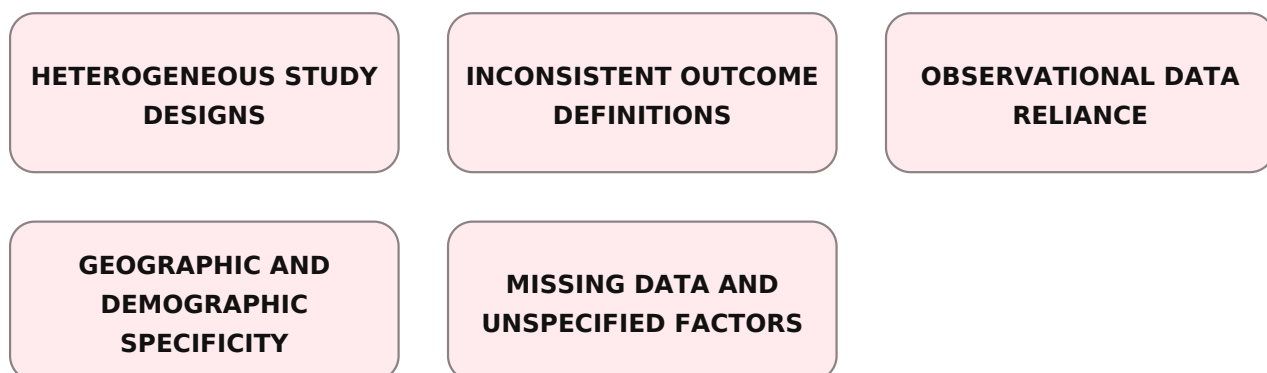 HETEROGENEOUS STUDY
DESIGNS
INCONSISTENT OUTCOME
DEFINITIONS
OBSERVATIONAL DATA
RELIANCE
GEOGRAPHIC AND
DEMOGRAPHIC
SPECIFICITY
MISSING DATA AND
UNSPECIFIED FACTORS